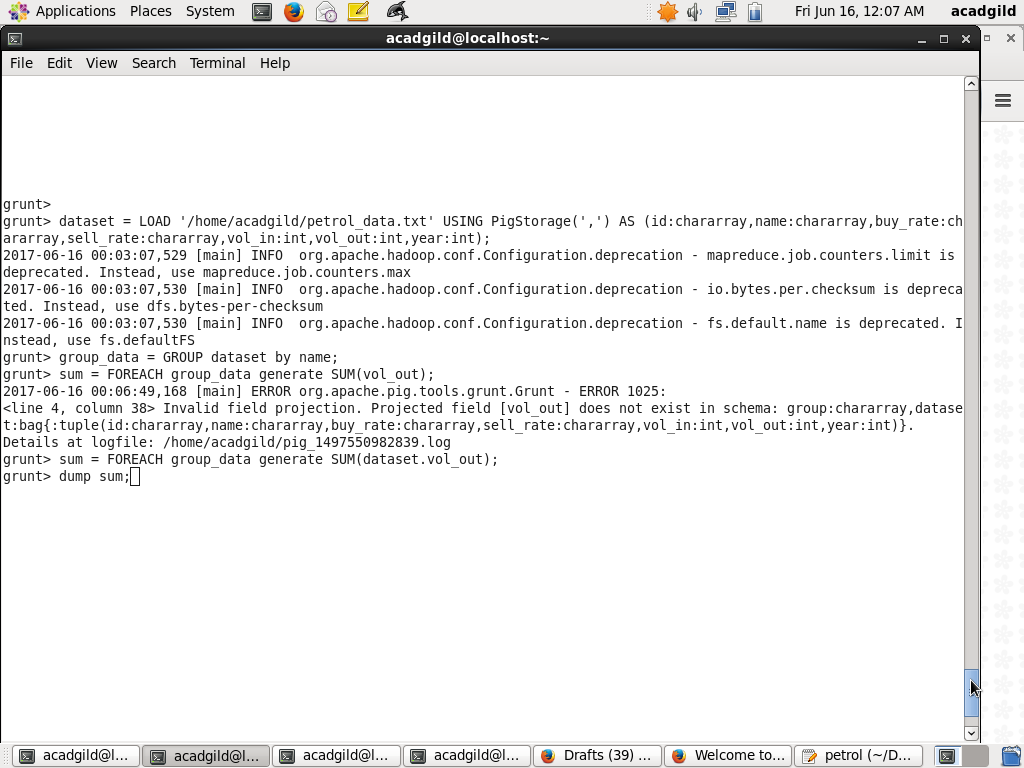 Applications Places System Fri Jun 16, 12:07 AM acadgild
acadgild@localhost:~
File Edit View Search Terminal Help
grunt>
grunt> dataset = LOAD '/home/acadgild/petrol_data.txt' USING PigStorage(',') AS (id:chararray,name:chararray,buy_rate:ch
ararray,sell_rate:chararray,vol_in:int,vol_out:int,year:int);
2017-06-16 00:03:07,529 [main] INFO  org.apache.hadoop.conf.Configuration.deprecation - mapreduce.job.counters.limit is
deprecated. Instead, use mapreduce.job.counters.max
2017-06-16 00:03:07,530 [main] INFO  org.apache.hadoop.conf.Configuration.deprecation - io.bytes.per.checksum is depreca
ted. Instead, use dfs.bytes-per-checksum
2017-06-16 00:03:07,530 [main] INFO  org.apache.hadoop.conf.Configuration.deprecation - fs.default.name is deprecated. I
nstead, use fs.defaultFS
grunt> group_data = GROUP dataset by name;
grunt> sum = FOREACH group_data generate SUM(vol_out);
2017-06-16 00:06:49,168 [main] ERROR org.apache.pig.tools.grunt.Grunt - ERROR 1025:
<line 4, column 38> Invalid field projection. Projected field [vol_out] does not exist in schema: group:chararray,datase
t:bag{:tuple(id:chararray,name:chararray,buy_rate:chararray,sell_rate:chararray,vol_in:int,vol_out:int,year:int)}.
Details at logfile: /home/acadgild/pig_1497550982839.log
grunt> sum = FOREACH group_data generate SUM(dataset.vol_out);
grunt> dump sum;
acadgild@l... acadgild@l... acadgild@l... acadgild@l... Drafts (39) ... Welcome to... petrol (~/D...